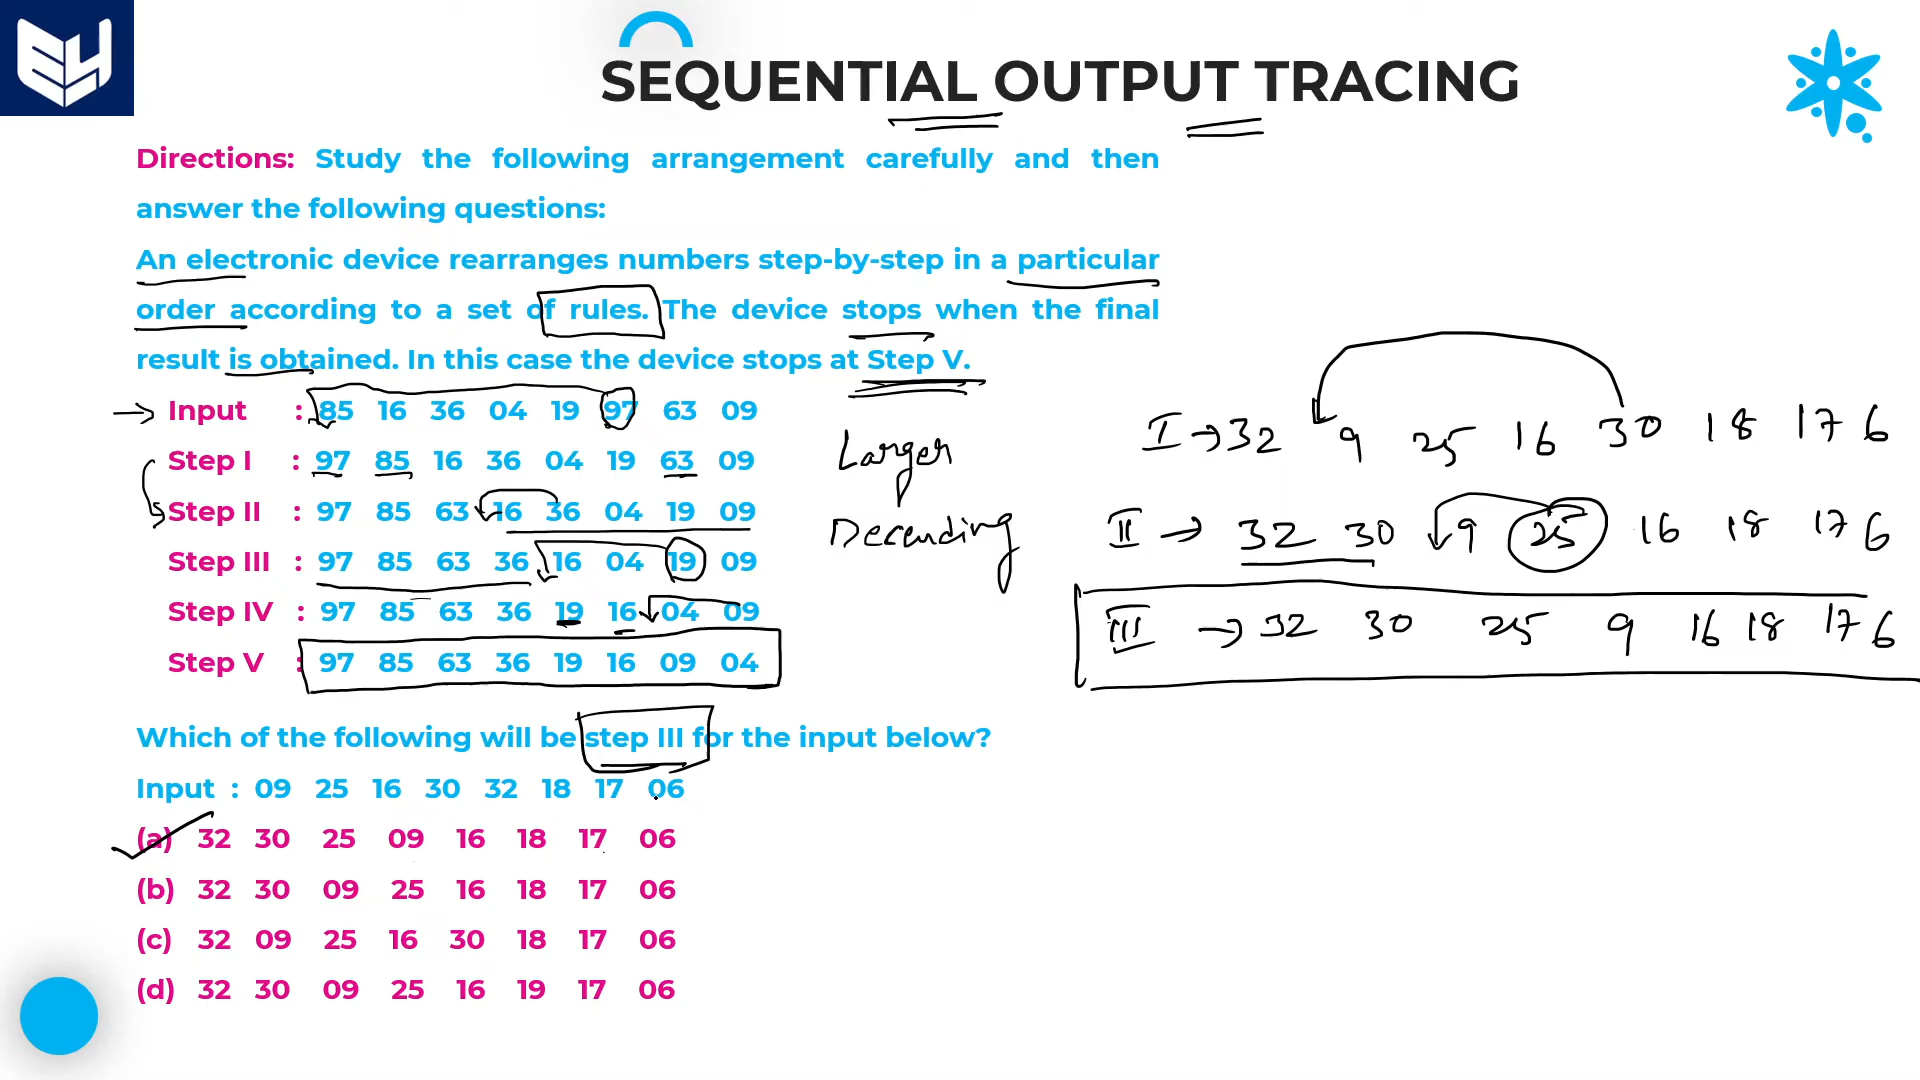 SEQUENTIAL OUTPUT TRACING
Directions: Study the following arrangement carefully and then
answer the following questions:
An electronic device rearranges numbers step-by-step in a particular
order according to a set of rules. The device stops when the final
result is obtained. In this case the device stops at Step V.
Input : 85 16 36 04 19 97 63 09
Step I : 97 85 16 36 04 19 63 09
Step II : 97 85 63 16 36 04 19 09
Step III : 97 85 63 36 16 04 19 09
Step IV : 97 85 63 36 19 16 04 09
Step V : 97 85 63 36 19 16 09 04
Larger
Decending
I → 32 9 25 16 30 18 17 6
II → 32 30 9 25 16 18 17 6
III → 32 30 25 9 16 18 17 6
Which of the following will be step III for the input below?
Input : 09 25 16 30 32 18 17 06
(a) 32 30 25 09 16 18 17 06
(b) 32 30 09 25 16 18 17 06
(c) 32 09 25 16 30 18 17 06
(d) 32 30 09 25 16 19 17 06